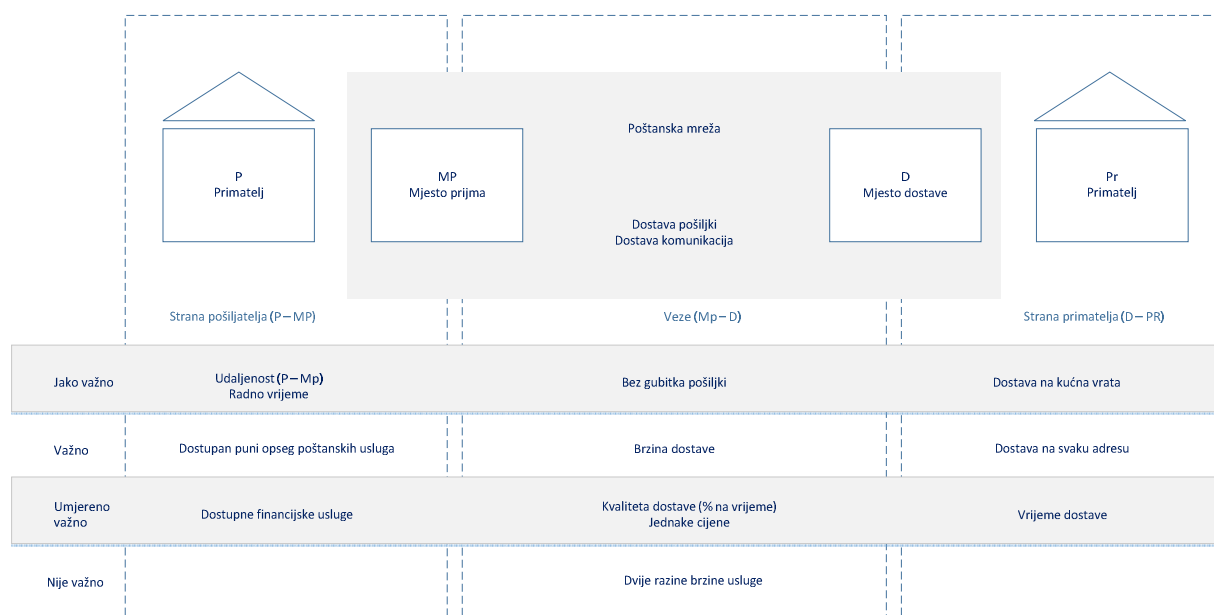 Poštanska mreža
P
Primatelj
MP
Mjesto prijma
D
Mjesto dostave
Pr
Primatelj
Dostava pošiljki
Dostava komunikacija
Strana pošiljatelja (P – MP)
Veze (Mp – D)
Strana primatelja (D – PR)
Jako važno
Udaljenost (P – Mp)
Radno vrijeme
Bez gubitka pošiljki
Dostava na kućna vrata
Važno
Dostupan puni opseg poštanskih usluga
Brzina dostave
Dostava na svaku adresu
Umjereno
važno
Dostupne financijske usluge
Kvaliteta dostave (% na vrijeme)
Jednake cijene
Vrijeme dostave
Nije važno
Dvije razine brzine usluge